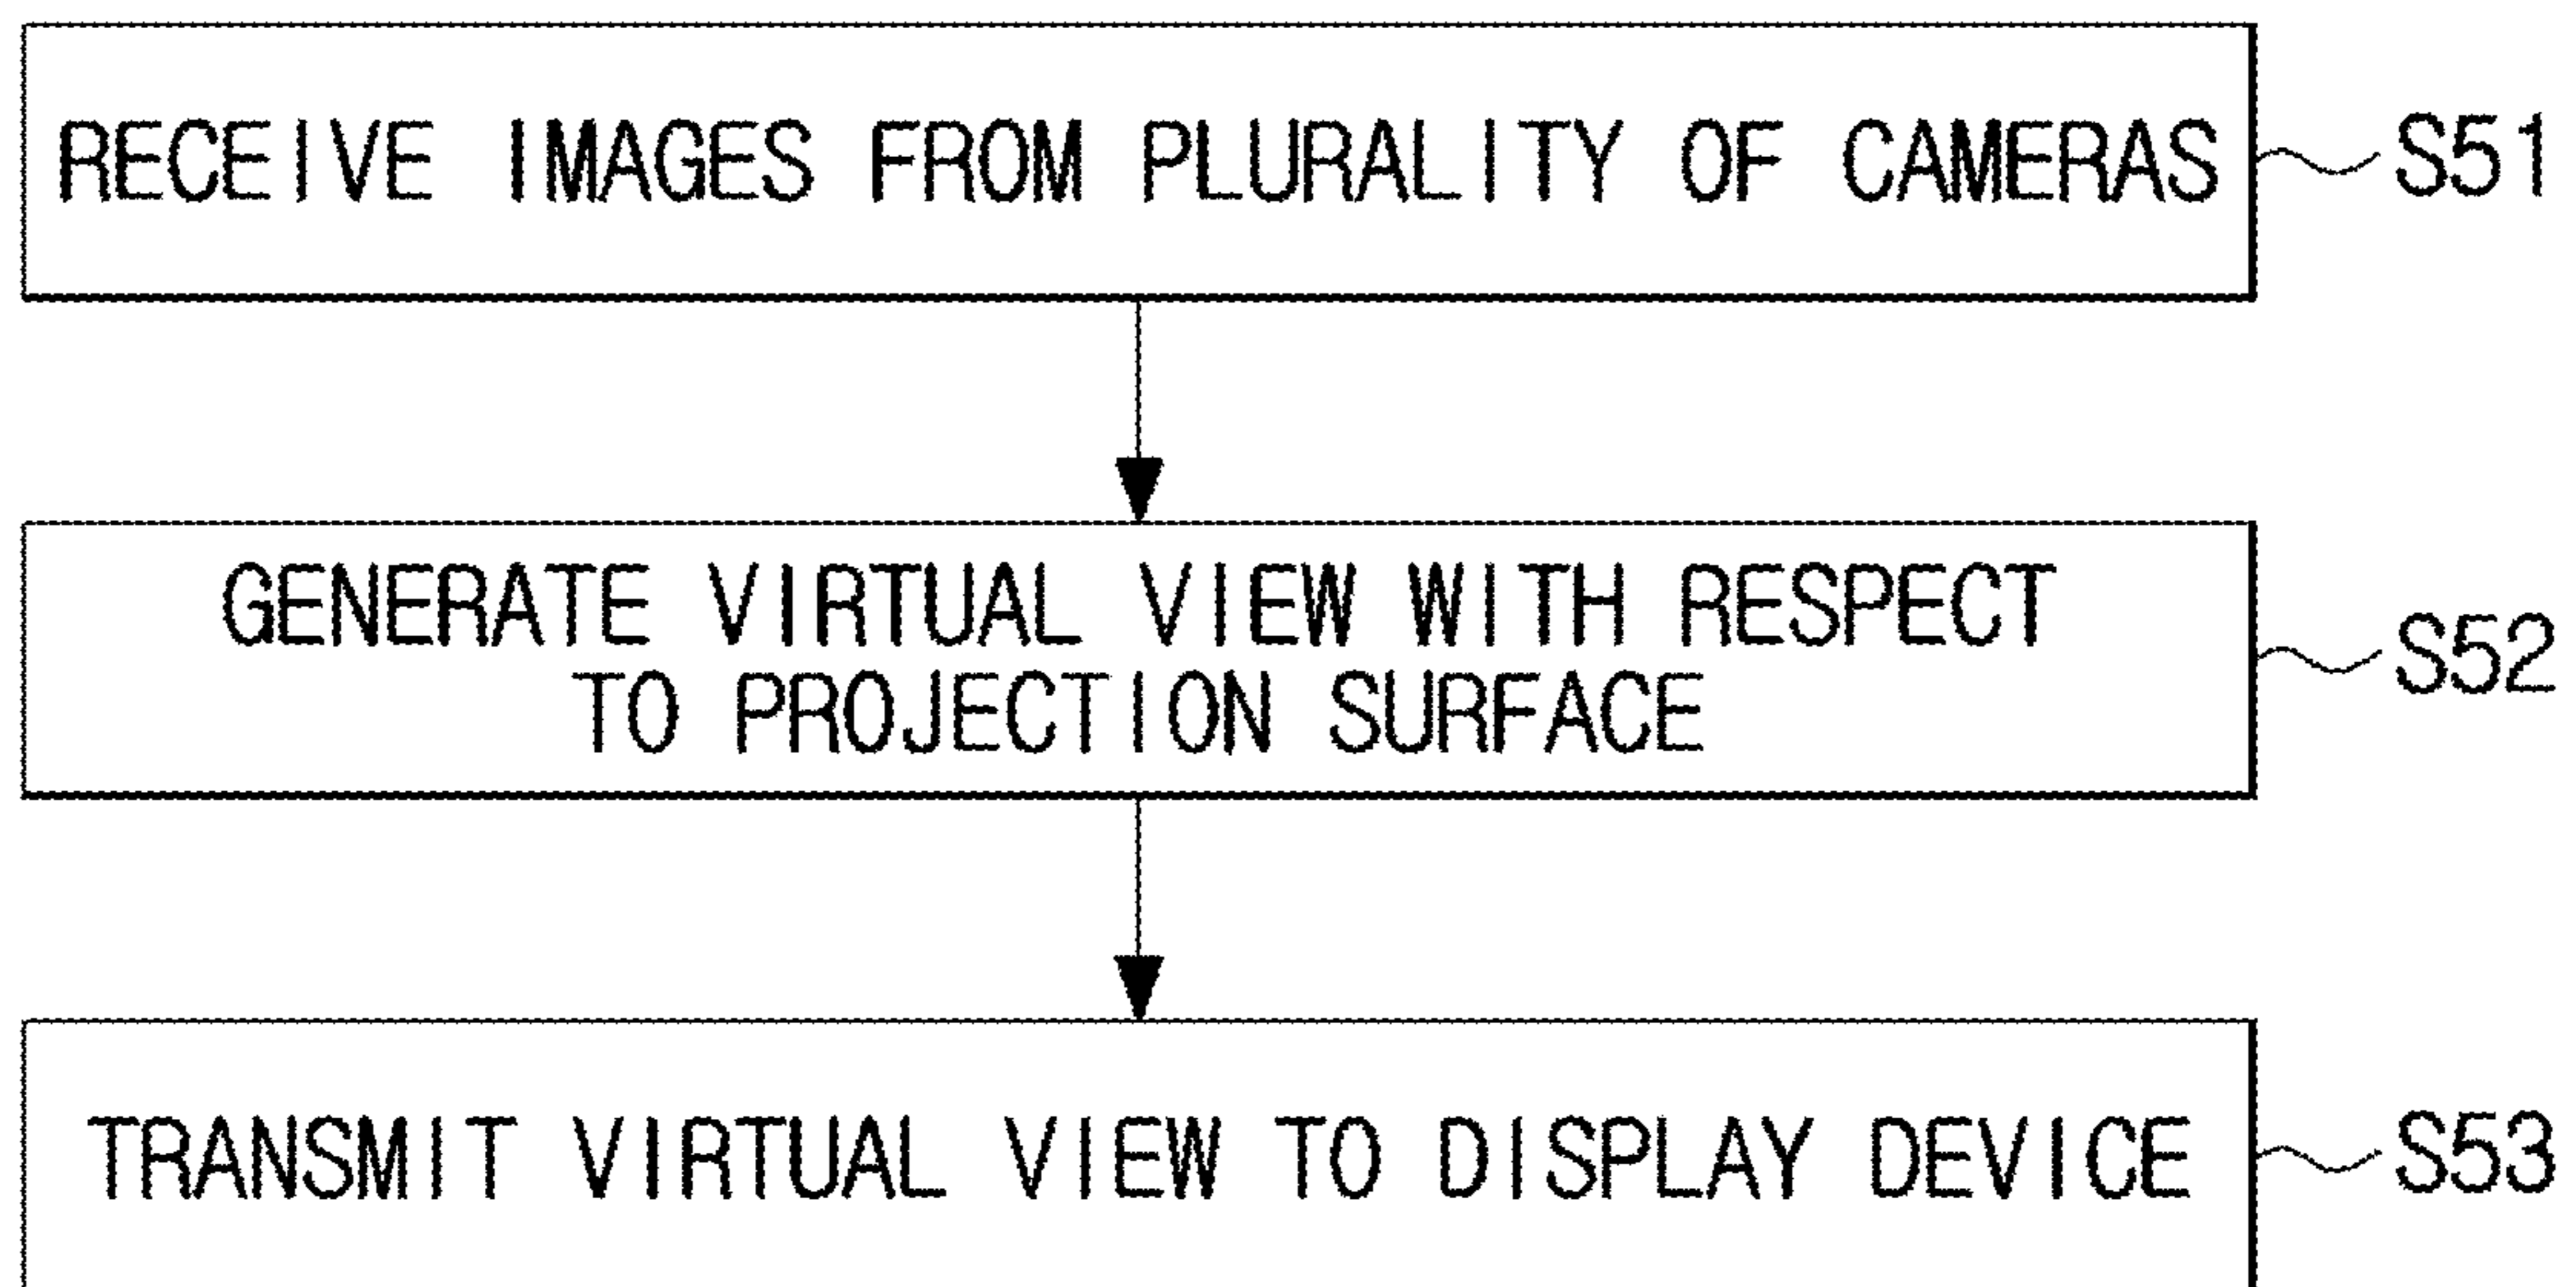 RECEIVE IMAGES FROM PLURALITY OF CAMERAS S51
GENERATE VIRTUAL VIEW WITH RESPECT
TO PROJECTION SURFACE
S52
TRANSMIT VIRTUAL VIEW TO DISPLAY DEVICE S53